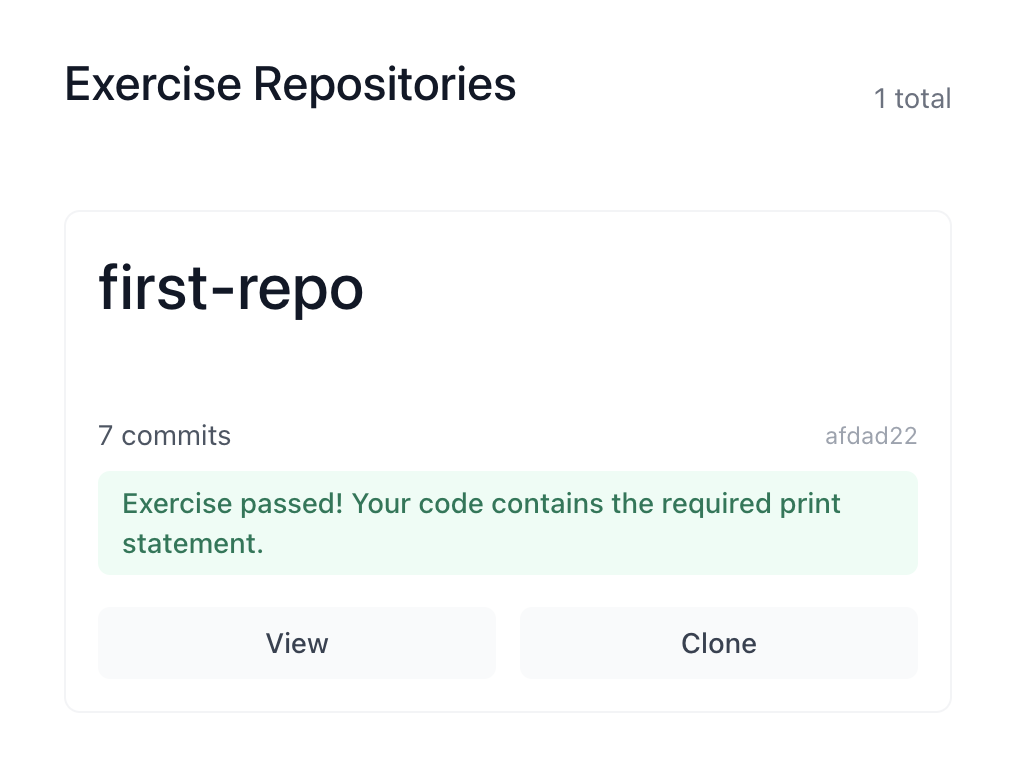 Exercise Repositories
1 total
first-repo
7 commits
afdad22
Exercise passed! Your code contains the required print
statement.
View
Clone